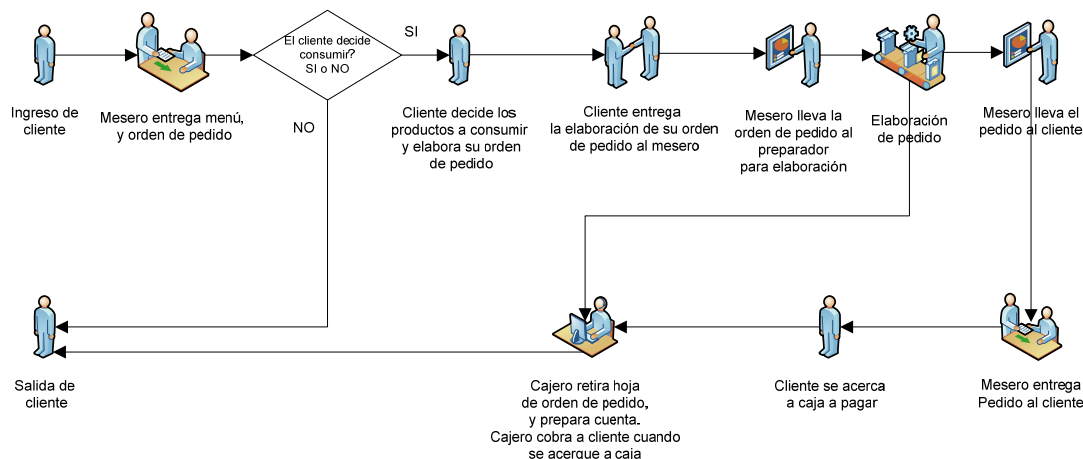 El cliente decide
consumir?
SI o NO
SI
NO
Ingreso de
cliente
Mesero entrega menú,
y orden de pedido
Cliente decide los
productos a consumir
y elabora su orden
de pedido
Cliente entrega
la elaboración de su orden
de pedido al mesero
Mesero lleva la
orden de pedido al
preparador
para elaboración
Elaboración
de pedido
Mesero lleva el
pedido al cliente
Salida de
cliente
Cajero retira hoja
de orden de pedido,
y prepara cuenta.
Cajero cobra a cliente cuando
se acerque a caja
Cliente se acerca
a caja a pagar
Mesero entrega
Pedido al cliente